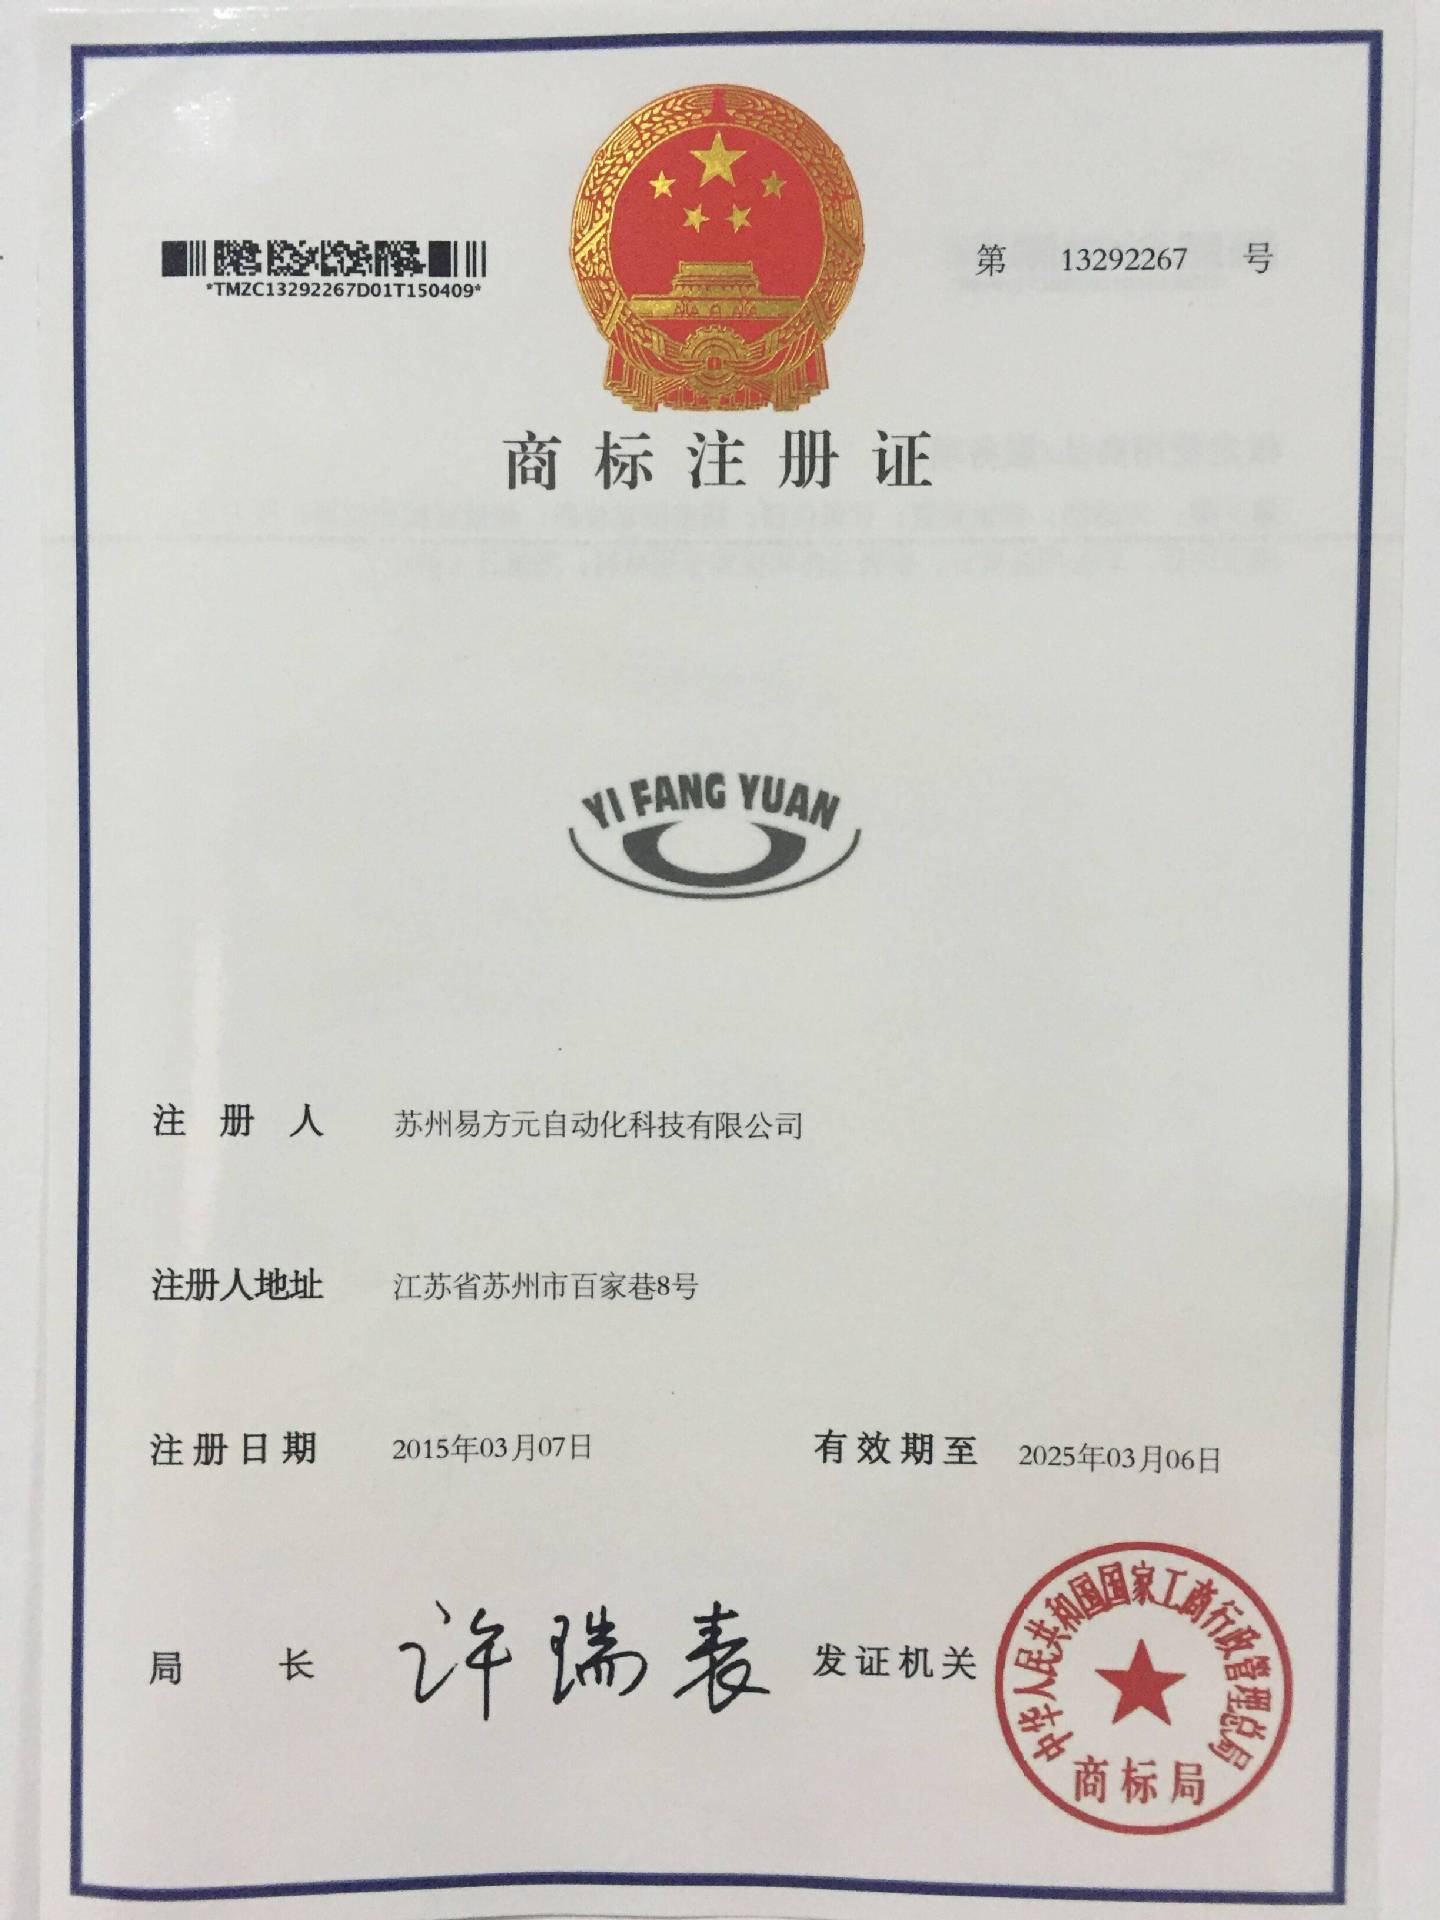 *TMZC13292267D01T150409*
第 13292267 号
商标注册证
YI FANG YUAN
注册人 苏州易方元自动化科技有限公司
注册人地址 江苏省苏州市百家巷8号
注册日期 2015年03月07日 有效期至 2025年03月06日
局长 许瑞表 发证机关
中华人民共和国国家工商行政管理总局
商标局